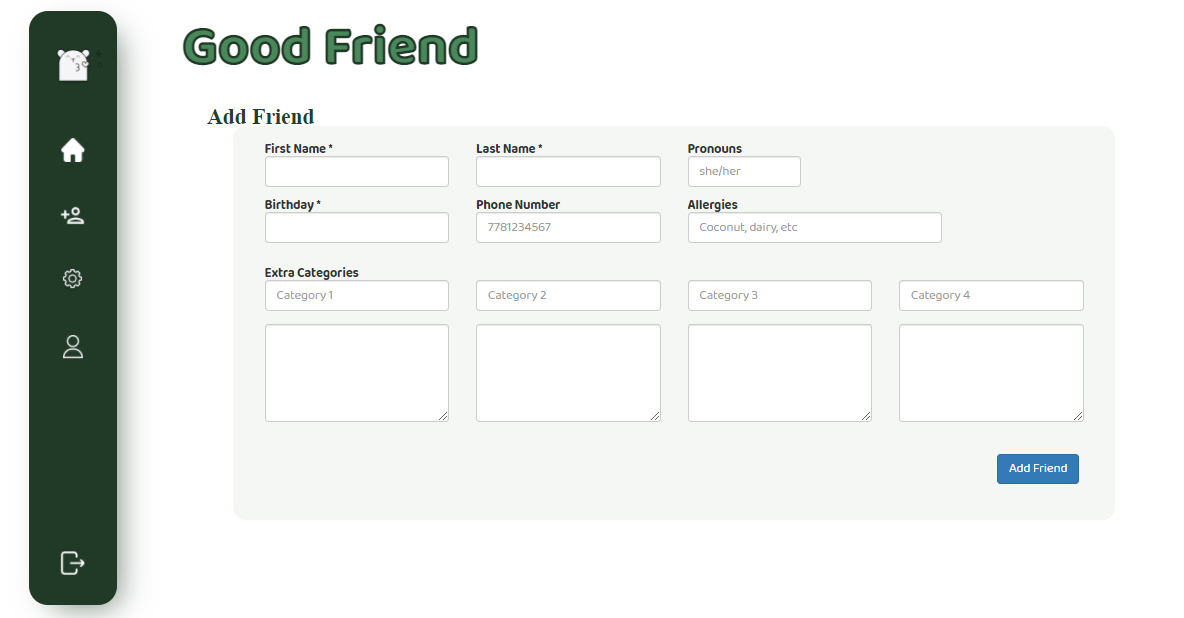 Good Friend
Add Friend
First Name * Last Name * Pronouns
she/her
Birthday * Phone Number Allergies
7781234567 Coconut, dairy, etc
Extra Categories
Category 1 Category 2 Category 3 Category 4
Add Friend